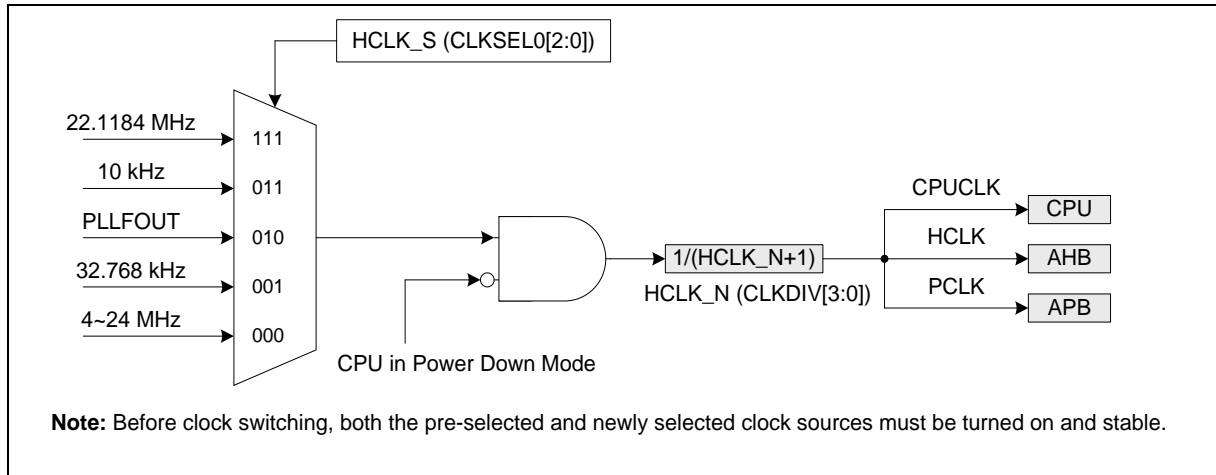 HCLK_S (CLKSEL0[2:0])
22.1184 MHz
111
10 kHz
011
PLLFOUT
010
32.768 kHz
001
4~24 MHz
000
CPU in Power Down Mode
1/(HCLK_N+1)
HCLK_N (CLKDIV[3:0])
CPUCLK
CPU
HCLK
AHB
PCLK
APB
Note: Before clock switching, both the pre-selected and newly selected clock sources must be turned on and stable.